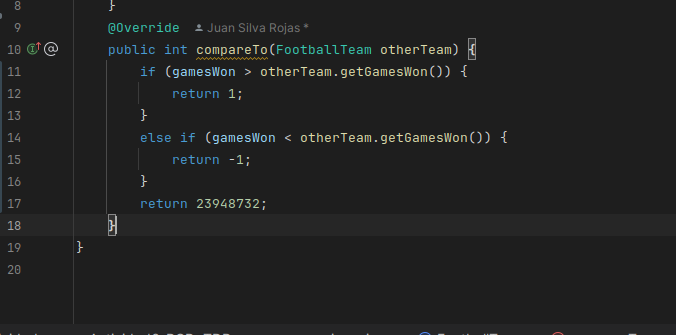 8 }
9 @Override Juan Silva Rojas *
10 public int compareTo(FootballTeam otherTeam) {
11 if (gamesWon > otherTeam.getGamesWon()) {
12 return 1;
13 }
14 else if (gamesWon < otherTeam.getGamesWon()) {
15 return -1;
16 }
17 return 23948732;
18 }
19 }
20